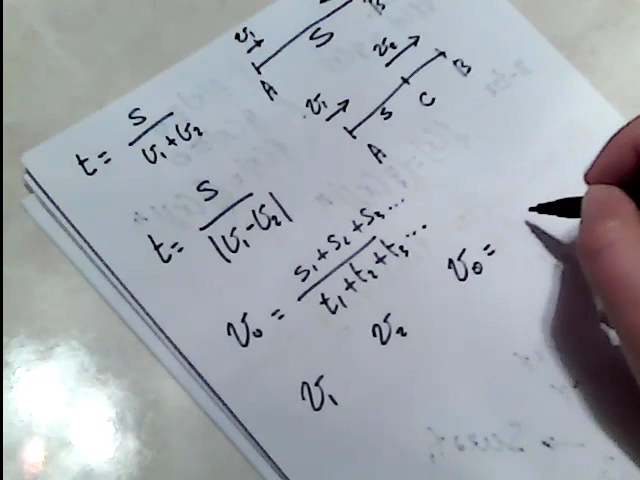 v₁ S B
A
v₂
v₁ S C B
A
t = S / (v₁ + v₂)
t = S / |v₁ - v₂|
v₀ = (s₁ + s₂ + s₃...) / (t₁ + t₂ + t₃...)
v₁ v₂ v₀ =